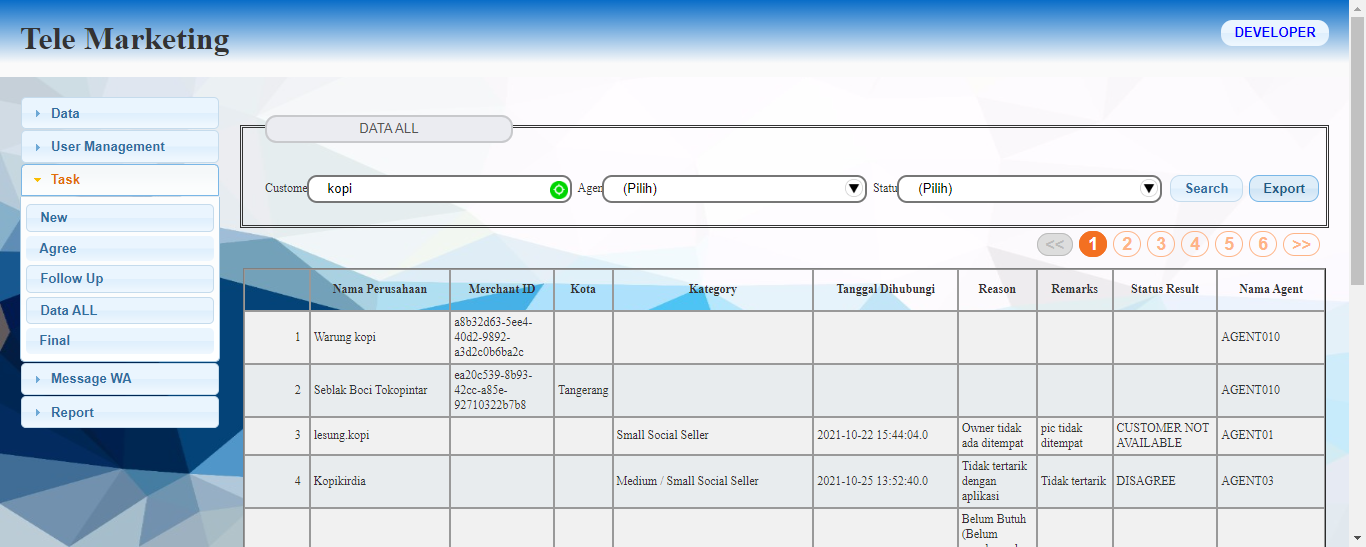 Tele Marketing
DEVELOPER
Data
User Management
Task
New
Agree
Follow Up
Data ALL
Final
Message WA
Report
DATA ALL
Custome kopi Agen (Pilih) Statu (Pilih) Search Export
<< 1 2 3 4 5 6 >>
Nama Perusahaan Merchant ID Kota Kategory Tanggal Dihubungi Reason Remarks Status Result Nama Agent
1 Warung kopi
a8b32d63-5ee4-
40d2-9892-
a3d2c0b6ba2c
AGENT010
2 Seblak Boci Tokopintar
ea20c539-8b93-
42cc-a85e-
92710322b7b8
Tangerang
AGENT010
3 lesung.kopi
Small Social Seller
2021-10-22 15:44:04.0
Owner tidak
ada ditempat
pic tidak
ditempat
CUSTOMER NOT
AVAILABLE
AGENT01
4 Kopikirdia
Medium / Small Social Seller
2021-10-25 13:52:40.0
Tidak tertarik
dengan
aplikasi
Tidak tertarik
DISAGREE
AGENT03
Belum Butuh
(Belum